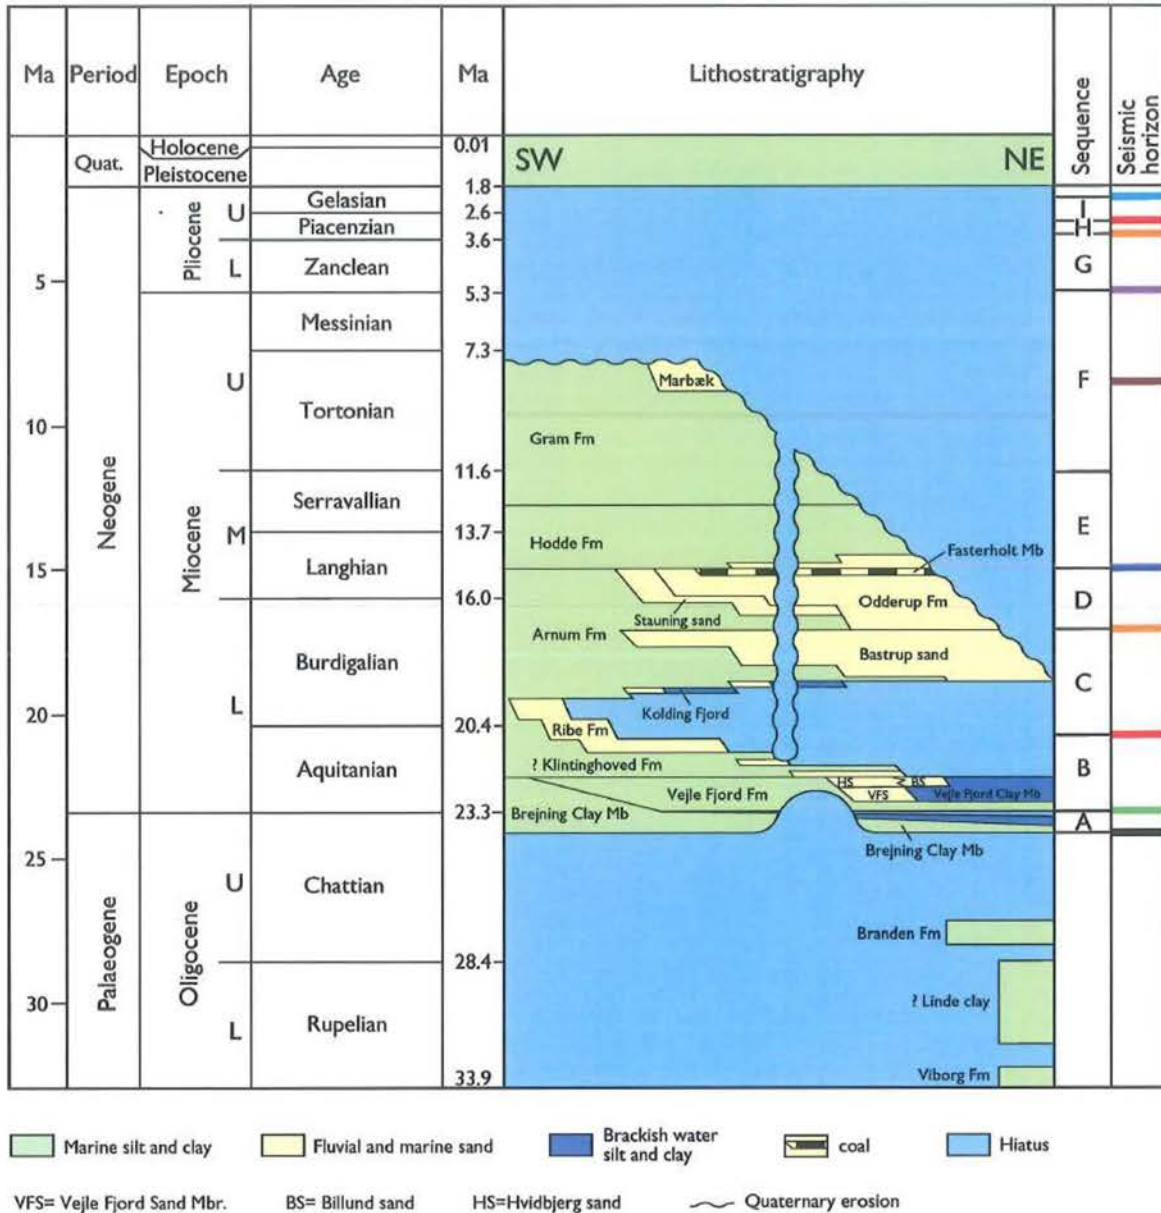 Ma Period Epoch Age Ma Lithostratigraphy Sequence Seismic horizon
Quat. Holocene 0.01 SW NE
Pleistocene
1.8
Pliocene U Gelasian I
2.6
Piacenzian H
3.6
L Zanclean G
5 5.3
Neogene Miocene U Messinian F
7.3
Marbæk
Tortonian
10 Gram Fm
11.6
M Serravallian E
13.7 Hodde Fm
Fasterholt Mb
Langhian
15
16.0 Odderup Fm D
Stauning sand
L Burdigalian Arnum Fm
Bastrup sand C
Kolding Fjord
20 20.4
Ribe Fm
Aquitanian ? Klintinghoved Fm B
HS BS
Vejle Fjord Fm VFS Vejle Fjord Clay Mb
23.3
Brejning Clay Mb A
Brejning Clay Mb
25
Palaeogene Oligocene U Chattian
Branden Fm
28.4
30 ? Linde clay
L Rupelian
Viborg Fm
33.9
Marine silt and clay
Fluvial and marine sand
Brackish water
silt and clay
coal
Hiatus
VFS= Vejle Fjord Sand Mbr. BS= Billund sand HS=Hvidbjerg sand Quaternary erosion